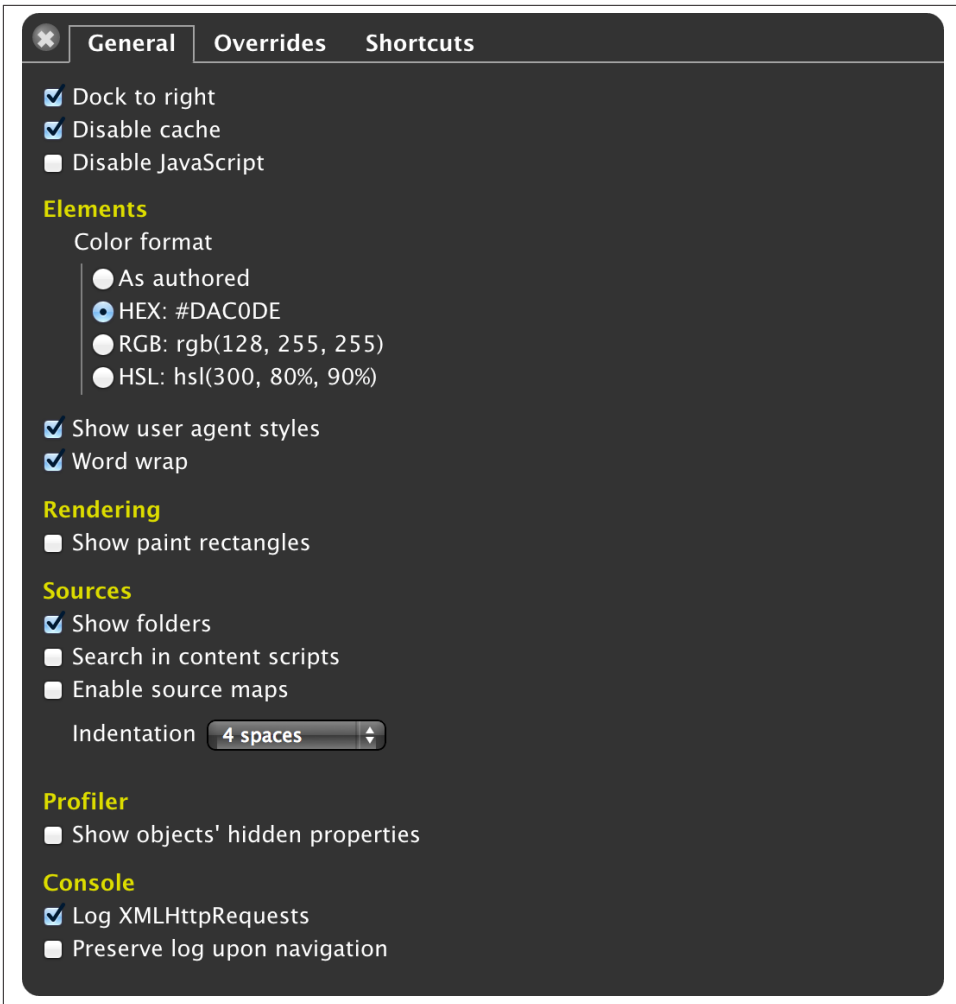 General Overrides Shortcuts
Dock to right
Disable cache
Disable JavaScript
Elements
Color format
As authored
HEX: #DAC0DE
RGB: rgb(128, 255, 255)
HSL: hsl(300, 80%, 90%)
Show user agent styles
Word wrap
Rendering
Show paint rectangles
Sources
Show folders
Search in content scripts
Enable source maps
Indentation 4 spaces
Profiler
Show objects' hidden properties
Console
Log XMLHttpRequests
Preserve log upon navigation